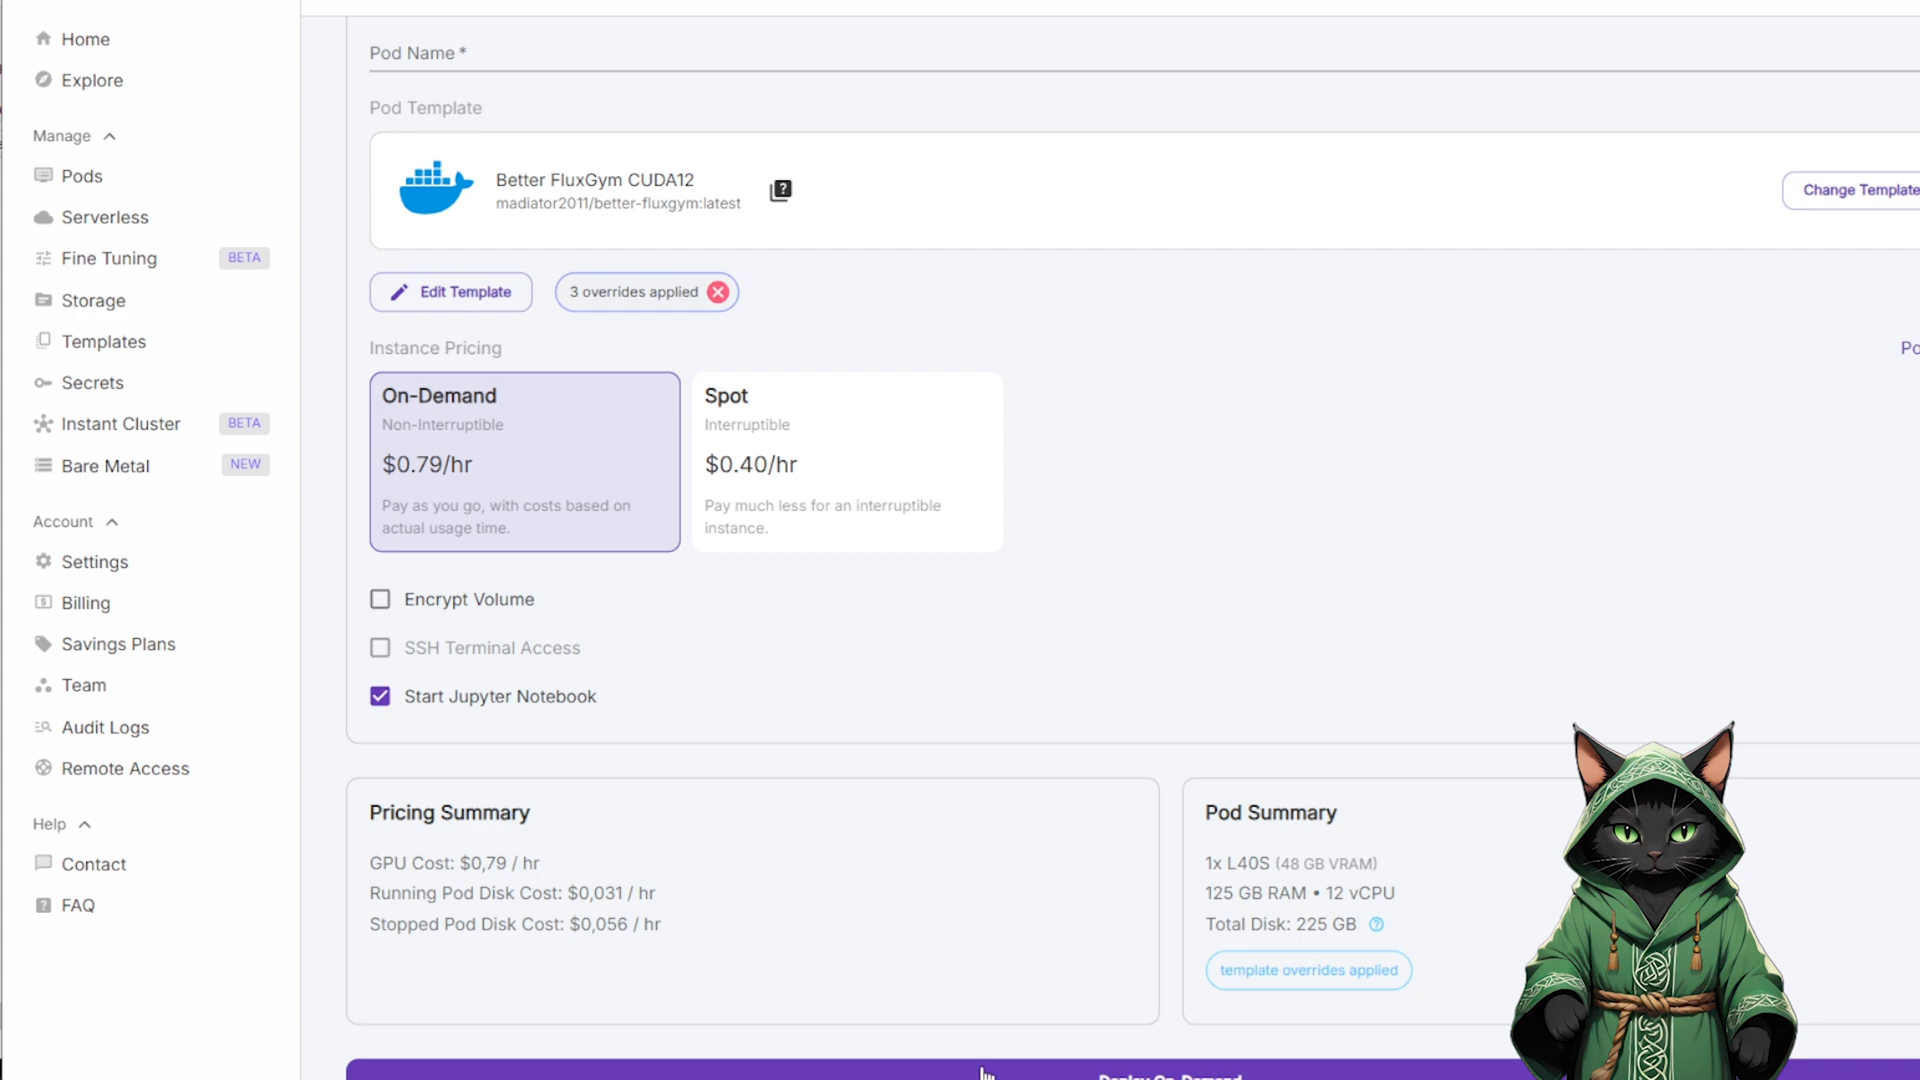 Home
Explore
Manage
Pods
Serverless
Fine Tuning BETA
Storage
Templates
Secrets
Instant Cluster BETA
Bare Metal NEW
Account
Settings
Billing
Savings Plans
Team
Audit Logs
Remote Access
Help
Contact
FAQ
Pod Name *
Pod Template
Better FluxGym CUDA12
madiator2011/better-fluxgym:latest
Change Template
Edit Template
3 overrides applied
Instance Pricing
Po
On-Demand
Non-Interruptible
$0.79/hr
Pay as you go, with costs based on
actual usage time.
Spot
Interruptible
$0.40/hr
Pay much less for an interruptible
instance.
Encrypt Volume
SSH Terminal Access
Start Jupyter Notebook
Pricing Summary
GPU Cost: $0,79 / hr
Running Pod Disk Cost: $0,031 / hr
Stopped Pod Disk Cost: $0,056 / hr
Pod Summary
1x L40S (48 GB VRAM)
125 GB RAM • 12 vCPU
Total Disk: 225 GB
template overrides applied
Deploy On-Demand